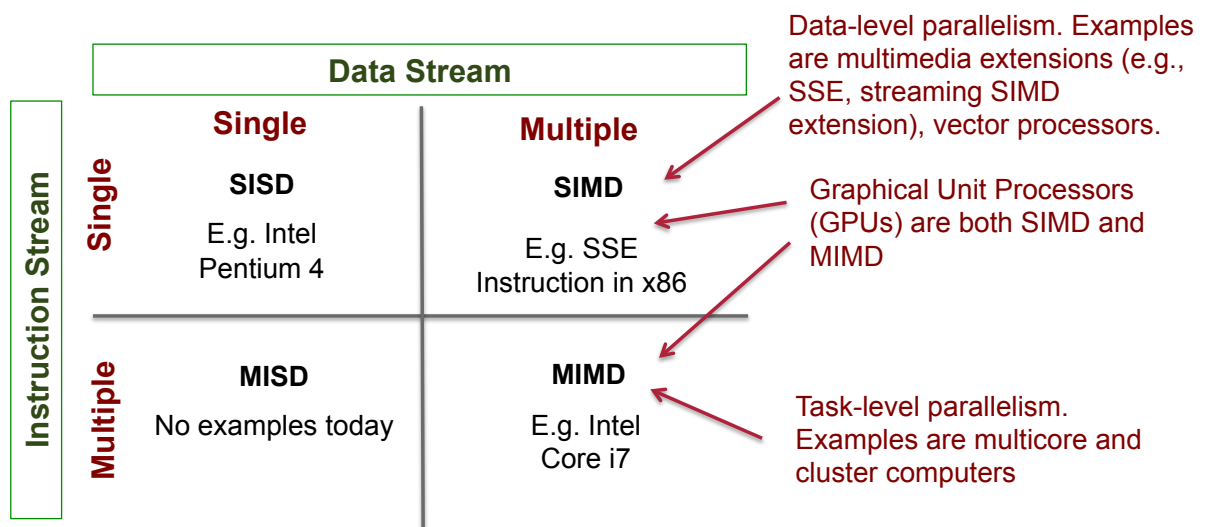 Data-level parallelism. Examples
are multimedia extensions (e.g.,
SSE, streaming SIMD
extension), vector processors.
Data Stream
Single
Multiple
Instruction Stream
Single
SISD
E.g. Intel
Pentium 4
SIMD
E.g. SSE
Instruction in x86
Graphical Unit Processors
(GPUs) are both SIMD and
MIMD
Multiple
MISD
No examples today
MIMD
E.g. Intel
Core i7
Task-level parallelism.
Examples are multicore and
cluster computers